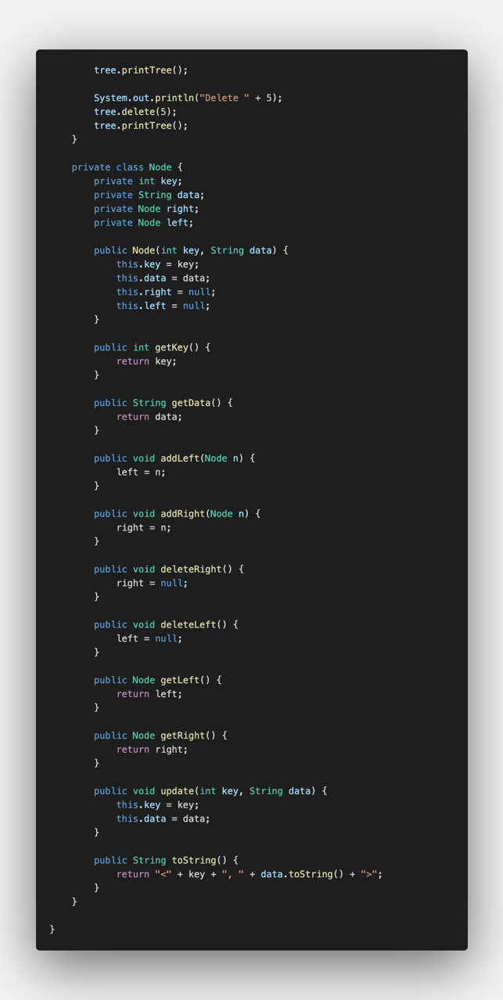 tree.printTree();

        System.out.println("Delete " + 5);
        tree.delete(5);
        tree.printTree();
    }

    private class Node {
        private int key;
        private String data;
        private Node right;
        private Node left;

        public Node(int key, String data) {
            this.key = key;
            this.data = data;
            this.right = null;
            this.left = null;
        }

        public int getKey() {
            return key;
        }

        public String getData() {
            return data;
        }

        public void addLeft(Node n) {
            left = n;
        }

        public void addRight(Node n) {
            right = n;
        }

        public void deleteRight() {
            right = null;
        }

        public void deleteLeft() {
            left = null;
        }

        public Node getLeft() {
            return left;
        }

        public Node getRight() {
            return right;
        }

        public void update(int key, String data) {
            this.key = key;
            this.data = data;
        }

        public String toString() {
            return "<" + key + ", " + data.toString() + ">";
        }
    }

}